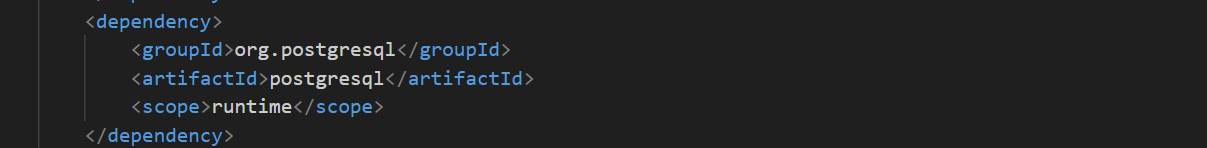 <dependency>
<groupId>org.postgresql</groupId>
<artifactId>postgresql</artifactId>
<scope>runtime</scope>
</dependency>